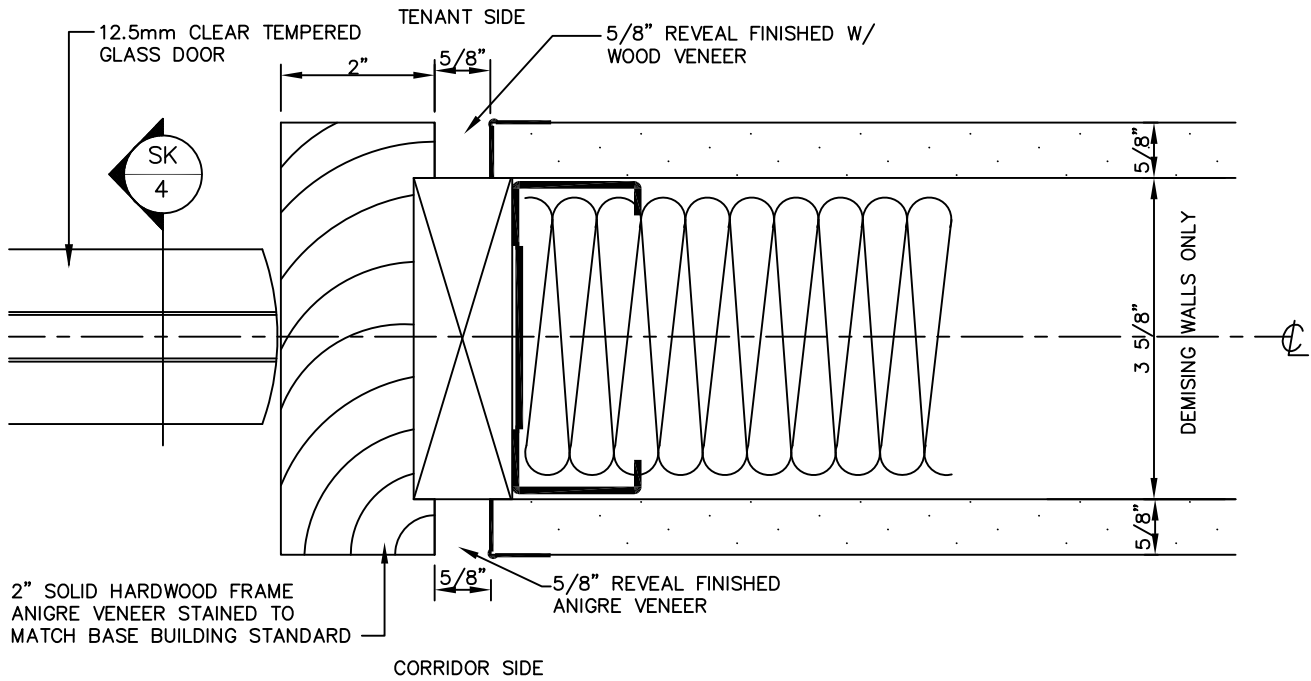 TENANT SIDE
12.5mm CLEAR TEMPERED
GLASS DOOR
5/8" REVEAL FINISHED W/
WOOD VENEER
2"
5/8"
SK
4
5/8"
3 5/8"
DEMISING WALLS ONLY
5/8"
CL
5/8"
5/8" REVEAL FINISHED
ANIGRE VENEER
2" SOLID HARDWOOD FRAME
ANIGRE VENEER STAINED TO
MATCH BASE BUILDING STANDARD
CORRIDOR SIDE